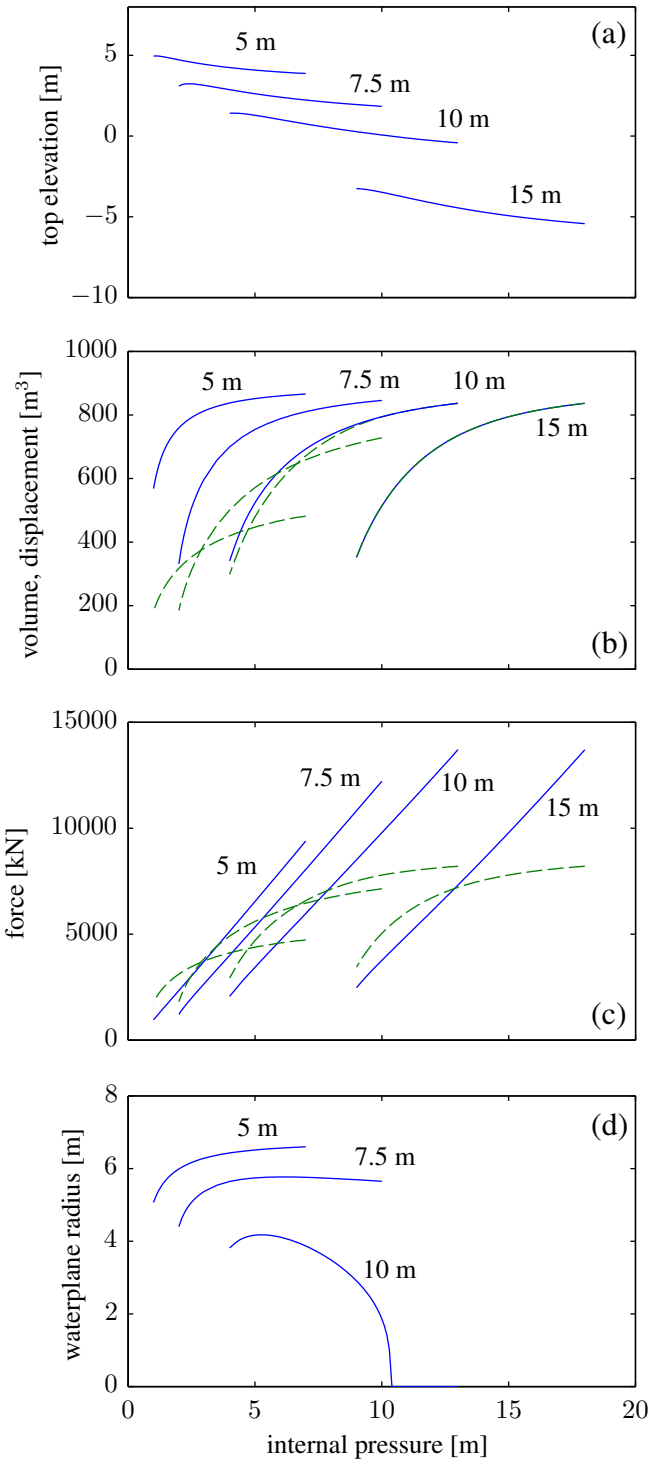 (a)
top elevation [m]
5
0
−5
−10
5 m
7.5 m
10 m
15 m
(b)
volume, displacement [m³]
1000
800
600
400
200
0
5 m
7.5 m
10 m
15 m
(c)
force [kN]
15000
10000
5000
0
5 m
7.5 m
10 m
15 m
(d)
waterplane radius [m]
8
6
4
2
0
5 m
7.5 m
10 m
0 5 10 15 20
internal pressure [m]